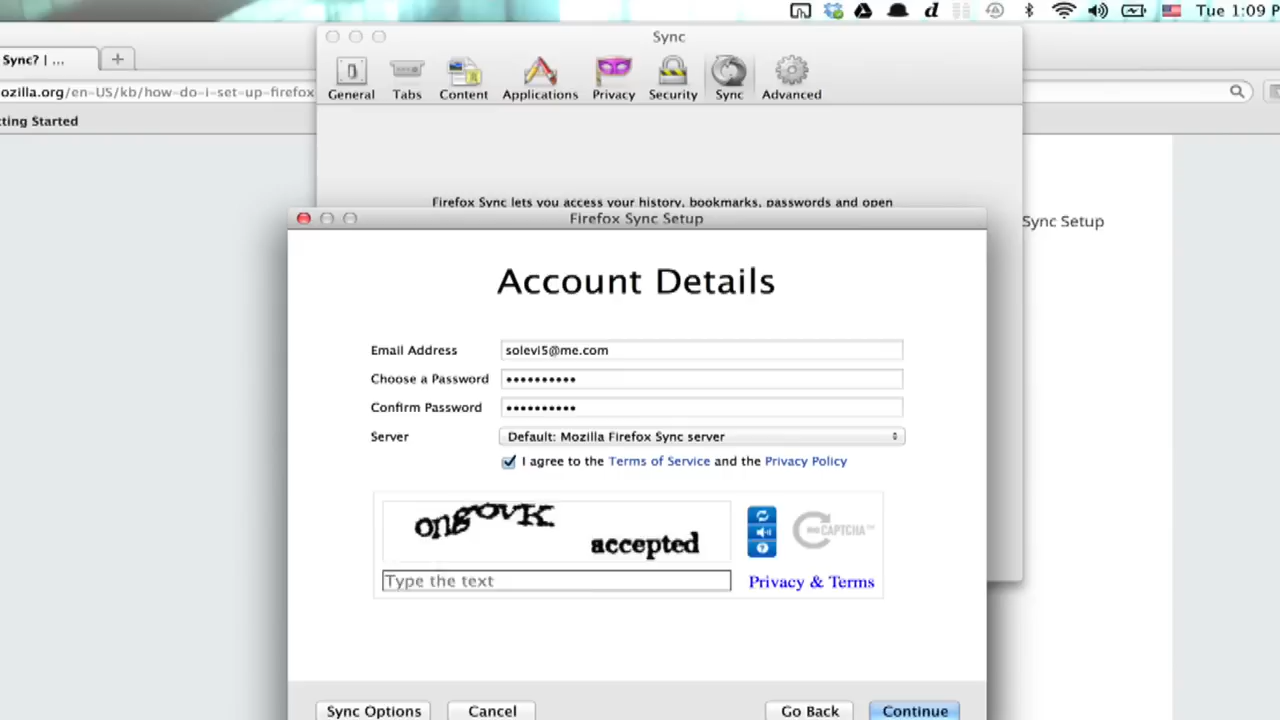 Tue 1:09 P
Sync
Sync? | ...
General Tabs Content Applications Privacy Security Sync Advanced
ozilla.org/en-US/kb/how-do-i-set-up-firefox
ting Started
Firefox Sync lets you access your history, bookmarks, passwords and open
Firefox Sync Setup
Sync Setup
Account Details
Email Address solevi5@me.com
Choose a Password ••••••••••
Confirm Password ••••••••••
Server Default: Mozilla Firefox Sync server
I agree to the Terms of Service and the Privacy Policy
accepted
CAPTCHA™
Type the text
Privacy & Terms
Sync Options Cancel Go Back Continue